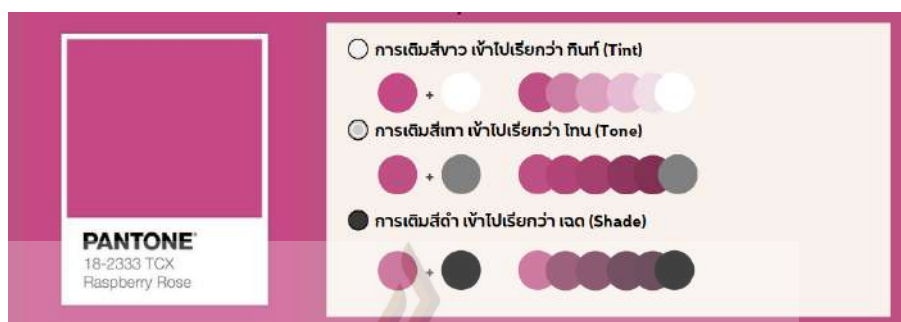 PANTONE®
18-2333 TCX
Raspberry Rose
การเติมสีขาว เข้าไปเรียกว่า ทินท์ (Tint)
+
การเติมสีเทา เข้าไปเรียกว่า โทน (Tone)
+
การเติมสีดำ เข้าไปเรียกว่า เฉด (Shade)
+